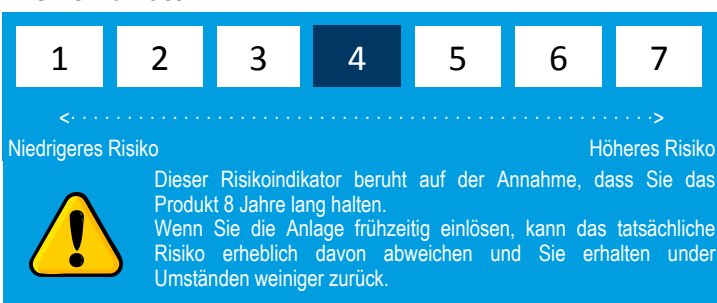 1 2 3 4 5 6 7
<· · · · · · · · · · · · · · · · · · · · · · · · · · · · · · · · · · · · · · · · · · ·>
Niedrigeres Risiko Höheres Risiko
Dieser Risikoindikator beruht auf der Annahme, dass Sie das
Produkt 8 Jahre lang halten.
Wenn Sie die Anlage frühzeitig einlösen, kann das tatsächliche
Risiko erheblich davon abweichen und Sie erhalten under
Umständen weiniger zurück.